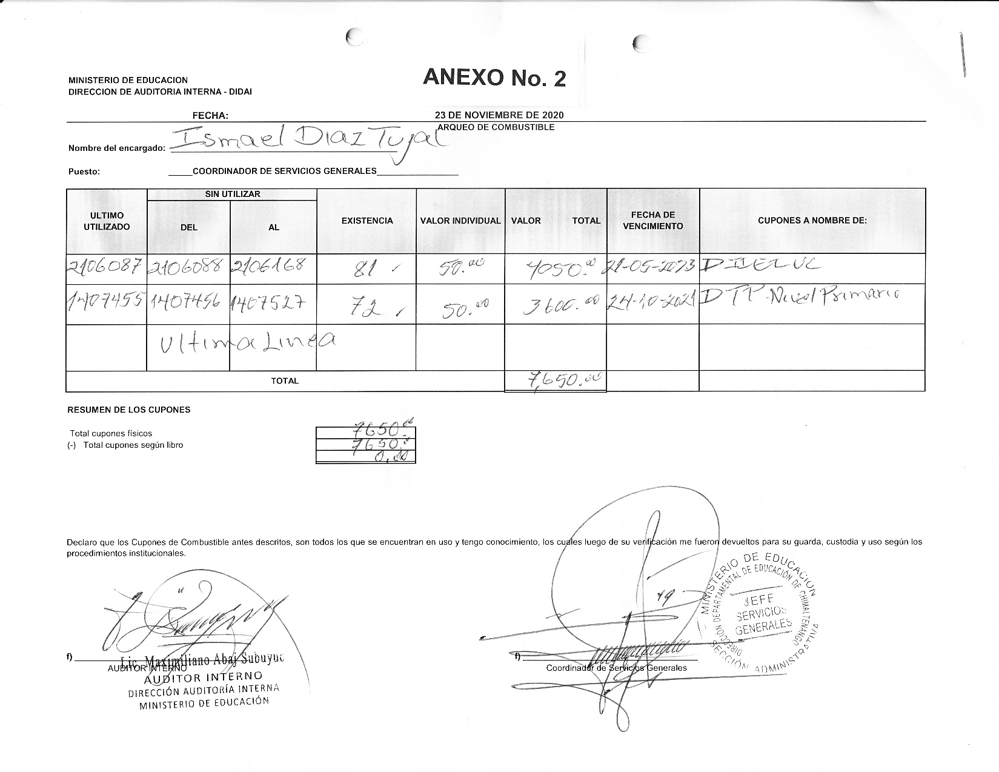 ANEXO No. 2
MINISTERIO DE EDUCACION
DIRECCION DE AUDITORIA INTERNA - DIDAI
FECHA: 23 DE NOVIEMBRE DE 2020
ARQUEO DE COMBUSTIBLE
Nombre del encargado: Ismael Diaz Tujal
Puesto: COORDINADOR DE SERVICIOS GENERALES
ULTIMO UTILIZADO SIN UTILIZAR DEL AL EXISTENCIA VALOR INDIVIDUAL VALOR TOTAL FECHA DE VENCIMIENTO CUPONES A NOMBRE DE:
2106087 2106088 2106168 81 50.00 4050.00 21-05-2023
1407455 1407456 1407527 72 50.00 3600.00 24-10-2021 DTP-Nivel Primario
Ultima Linea
TOTAL 7,650.00
RESUMEN DE LOS CUPONES
Total cupones físicos 7650.00
(-) Total cupones según libro 7650.00
0.00
Declaro que los Cupones de Combustible antes descritos, son todos los que se encuentran en uso y tengo conocimiento, los cuales luego de su verificación me fueron devueltos para su guarda, custodia y uso según los
procedimientos institucionales.
MINISTERIO DE EDUCACIÓN
DIRECCIÓN DEPARTAMENTAL DE EDUCACIÓN DE CHIMALTENANGO
JEFE
SERVICIOS
GENERALES
SECCIÓN ADMINISTRATIVA
f)
Lic. Maximiliano Abaj Subuyuc
AUDITOR INTERNO
AUDITOR INTERNO
DIRECCIÓN AUDITORÍA INTERNA
MINISTERIO DE EDUCACIÓN
f)
Coordinador de Servicios Generales